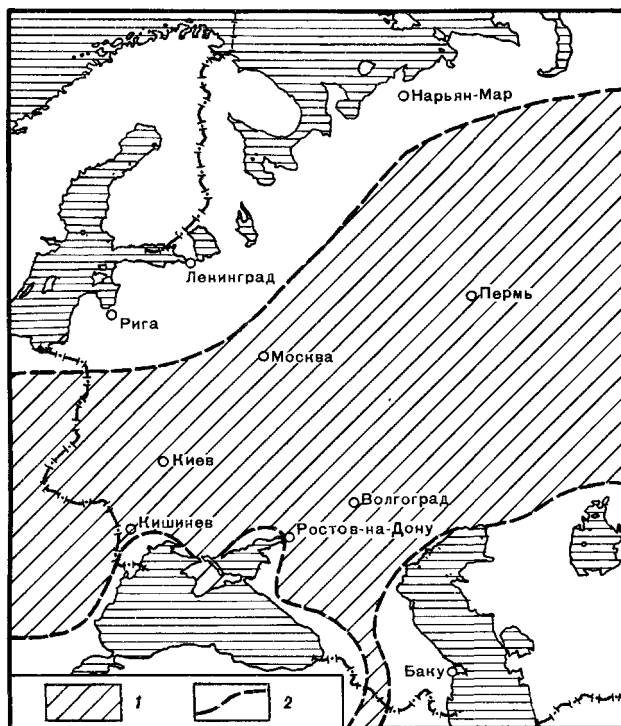 Нарьян-Мар
Ленинград
Пермь
Рига
Москва
Киев
Волгоград
Кишинев
Ростов-на-Дону
Баку
1
2